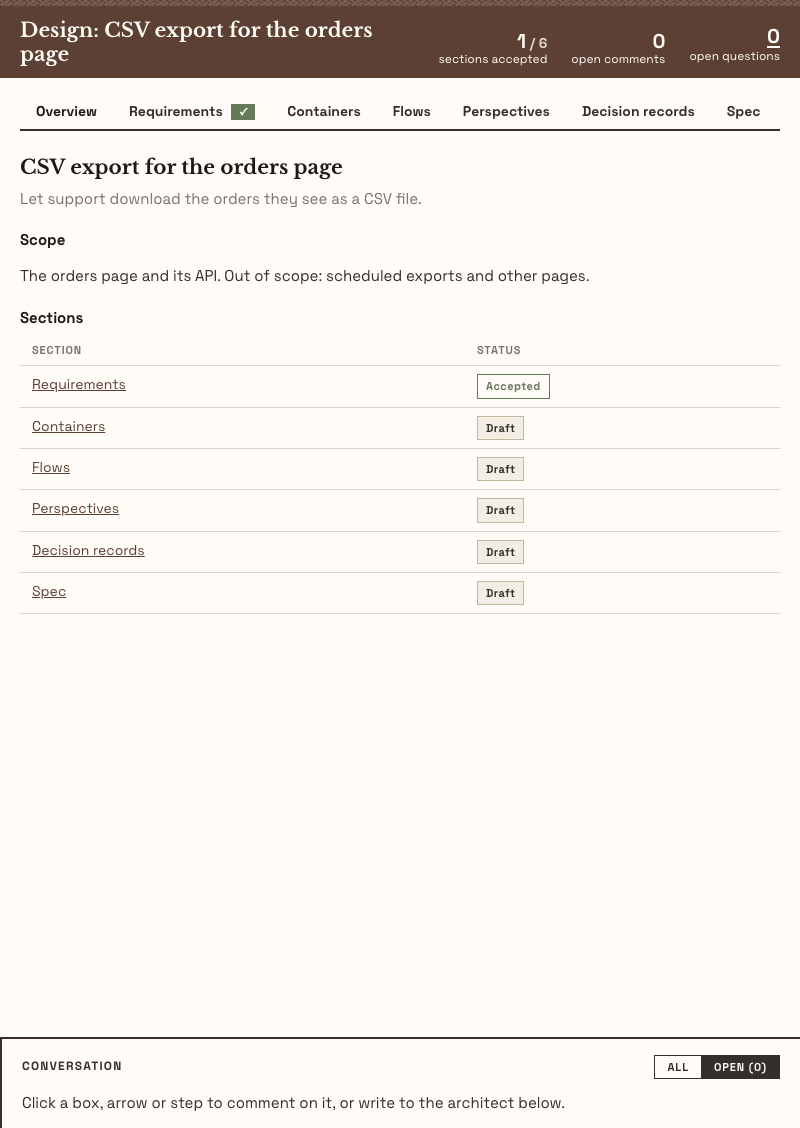 Design: CSV export for the orders
page
1 / 6
sections accepted
0
open comments
0
open questions
Overview
Requirements ✓
Containers
Flows
Perspectives
Decision records
Spec
CSV export for the orders page
Let support download the orders they see as a CSV file.
Scope
The orders page and its API. Out of scope: scheduled exports and other pages.
Sections
SECTION STATUS
Requirements Accepted
Containers Draft
Flows Draft
Perspectives Draft
Decision records Draft
Spec Draft
CONVERSATION
ALL OPEN (0)
Click a box, arrow or step to comment on it, or write to the architect below.